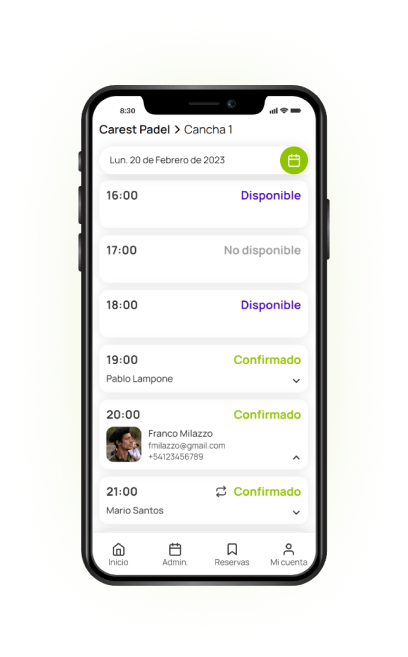 8:30
Carest Padel > Cancha 1
Lun. 20 de Febrero de 2023
16:00 Disponible
17:00 No disponible
18:00 Disponible
19:00 Confirmado
Pablo Lampone
20:00 Confirmado
Franco Milazzo
fmilazzo@gmail.com
+54123456789
21:00 Confirmado
Mario Santos
Inicio Admin. Reservas Mi cuenta